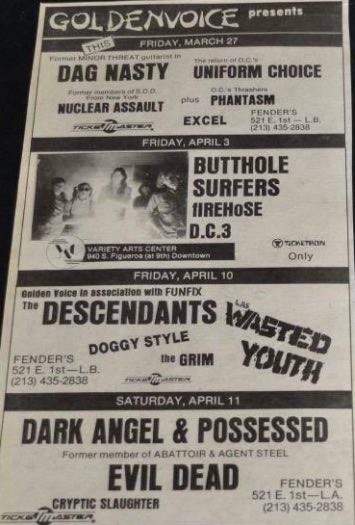 GOLDENVOICE presents
THIS
FRIDAY, MARCH 27
Former MINOR THREAT guitarist in
DAG NASTY
The return of O.C.'s
UNIFORM CHOICE
Former members of S.O.D.
From New York
NUCLEAR ASSAULT
plus
O.C.'s Thrashers
PHANTASM
EXCEL
FENDER'S
521 E. 1st — L.B.
(213) 435-2838
TICKETMASTER
FRIDAY, APRIL 3
BUTTHOLE
SURFERS
fIREHOSE
D.C.3
VARIETY ARTS CENTER
940 S. Figueroa (at 9th) Downtown
TICKETRON
Only
FRIDAY, APRIL 10
Golden Voice in association with FUNFIX
The DESCENDANTS
LAs
WASTED
YOUTH
DOGGY STYLE
the GRIM
FENDER'S
521 E. 1st—L.B.
(213) 435-2838
TICKETMASTER
SATURDAY, APRIL 11
DARK ANGEL & POSSESSED
Former member of ABATTOIR & AGENT STEEL
EVIL DEAD
CRYPTIC SLAUGHTER
FENDER'S
521 E. 1st—L.A.
(213) 435-2838
TICKETMASTER